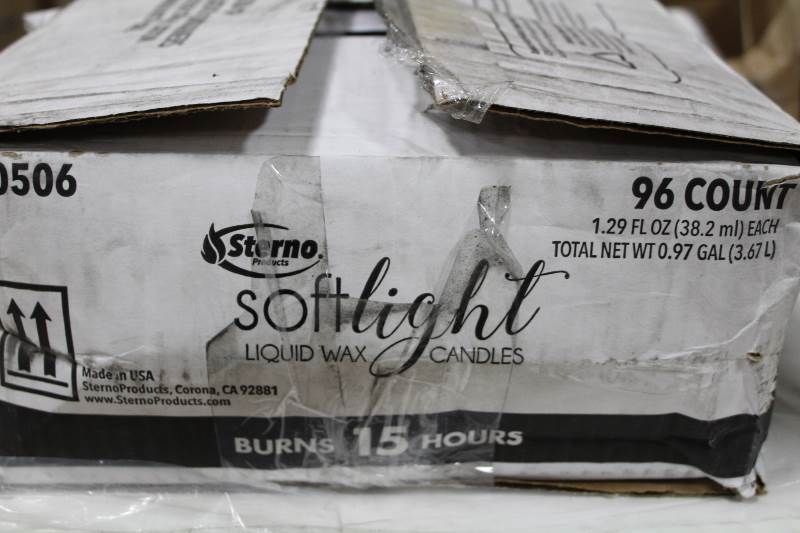 0506
96 COUNT
1.29 FL OZ (38.2 ml) EACH
TOTAL NET WT 0.97 GAL (3.67 L)
Sterno
Products
softlight
LIQUID WAX CANDLES
Made in USA
SternoProducts, Corona, CA 92881
www.SternoProducts.com
BURNS 15 HOURS